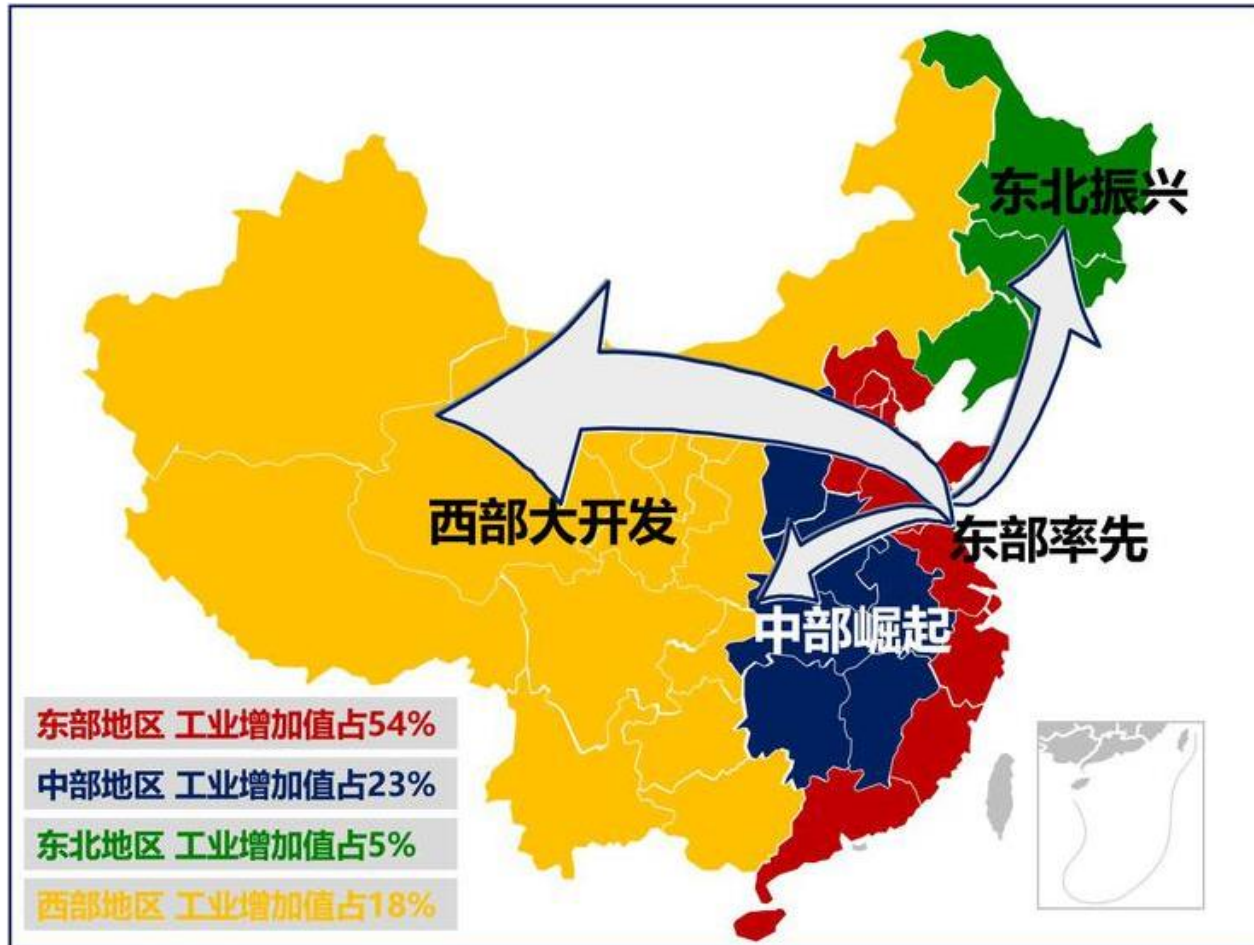 东北振兴
西部大开发
东部率先
中部崛起
东部地区 工业增加值占54%
中部地区 工业增加值占23%
东北地区 工业增加值占5%
西部地区 工业增加值占18%